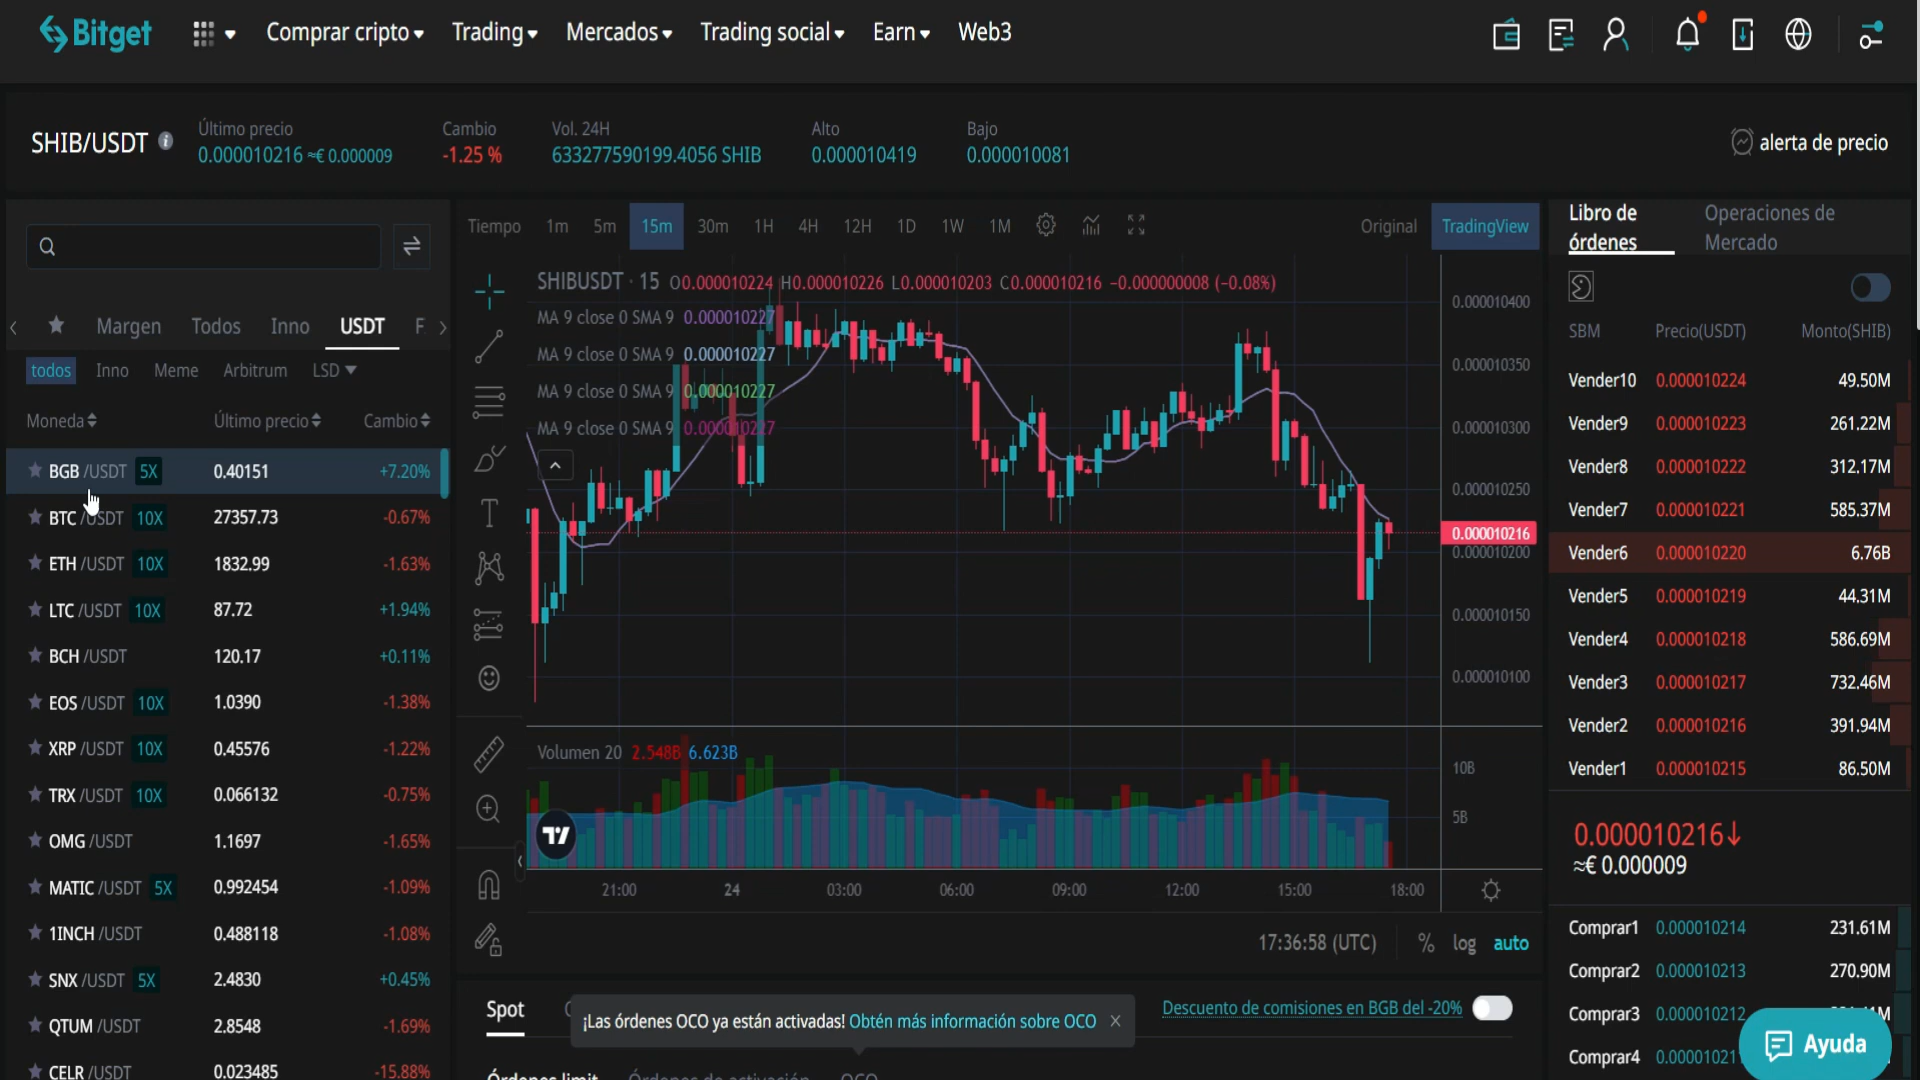 Bitget
Comprar cripto
Trading
Mercados
Trading social
Earn
Web3
SHIB/USDT
Último precio
0.000010216 ≈€ 0.000009
Cambio
-1.25 %
Vol. 24H
633277590199.4056 SHIB
Alto
0.000010419
Bajo
0.000010081
alerta de precio
Margen Todos Inno USDT F
todos Inno Meme Arbitrum LSD
Moneda Último precio Cambio
BGB /USDT 5X 0.40151 +7.20%
BTC /USDT 10X 27357.73 -0.67%
ETH /USDT 10X 1832.99 -1.63%
LTC /USDT 10X 87.72 +1.94%
BCH /USDT 120.17 +0.11%
EOS /USDT 10X 1.0390 -1.38%
XRP /USDT 10X 0.45576 -1.22%
TRX /USDT 10X 0.066132 -0.75%
OMG /USDT 1.1697 -1.65%
MATIC /USDT 5X 0.992454 -1.09%
1INCH /USDT 0.488118 -1.08%
SNX /USDT 5X 2.4830 +0.45%
QTUM /USDT 2.8548 -1.69%
CELR /USDT 0.023485 -15.88%
Tiempo 1m 5m 15m 30m 1H 4H 12H 1D 1W 1M Original TradingView
SHIBUSDT · 15 O0.000010224 H0.000010226 L0.000010203 C0.000010216 −0.000000008 (−0.08%)
MA 9 close 0 SMA 9 0.000010227
MA 9 close 0 SMA 9 0.000010227
MA 9 close 0 SMA 9 0.000010227
MA 9 close 0 SMA 9 0.000010227
0.000010400
0.000010350
0.000010300
0.000010250
0.000010216
0.000010200
0.000010150
0.000010100
Volumen 20 2.548B 6.623B
10B
5B
21:00 24 03:00 06:00 09:00 12:00 15:00 18:00
17:36:58 (UTC) % log auto
Spot
¡Las órdenes OCO ya están activadas! Obtén más información sobre OCO
Descuento de comisiones en BGB del -20%
Órdenes limit Órdenes de activación OCO
Libro de órdenes
Operaciones de Mercado
SBM Precio(USDT) Monto(SHIB)
Vender10 0.000010224 49.50M
Vender9 0.000010223 261.22M
Vender8 0.000010222 312.17M
Vender7 0.000010221 585.37M
Vender6 0.000010220 6.76B
Vender5 0.000010219 44.31M
Vender4 0.000010218 586.69M
Vender3 0.000010217 732.46M
Vender2 0.000010216 391.94M
Vender1 0.000010215 86.50M
0.000010216↓
≈€ 0.000009
Comprar1 0.000010214 231.61M
Comprar2 0.000010213 270.90M
Comprar3 0.000010212
Comprar4
Ayuda